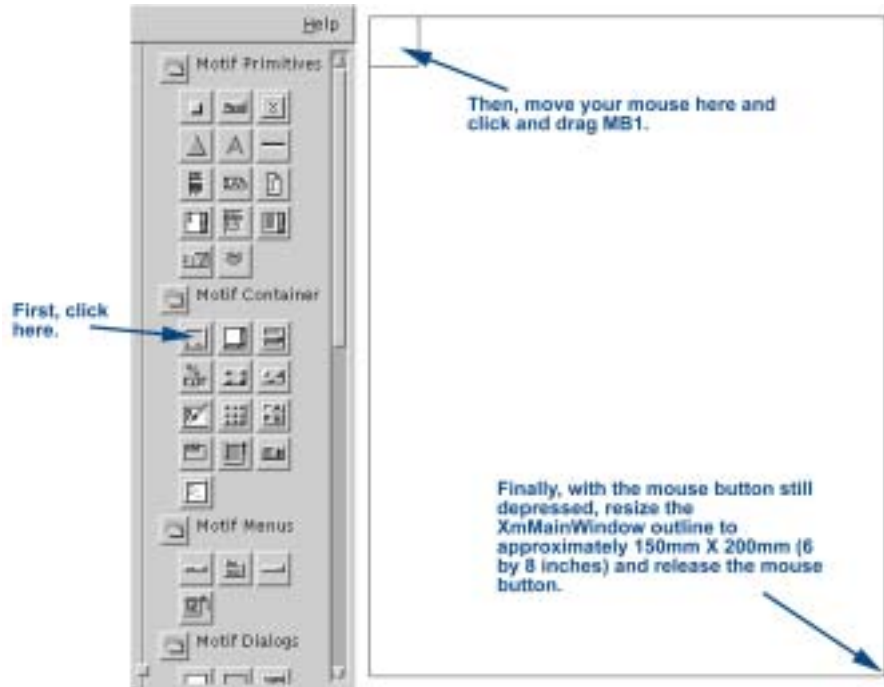 Help
Motif Primitives
Then, move your mouse here and
click and drag MB1.
First, click
here.
Motif Container
Motif Menus
Motif Dialogs
Finally, with the mouse button still
depressed, resize the
XmMainWindow outline to
approximately 150mm X 200mm (6
by 8 inches) and release the mouse
button.